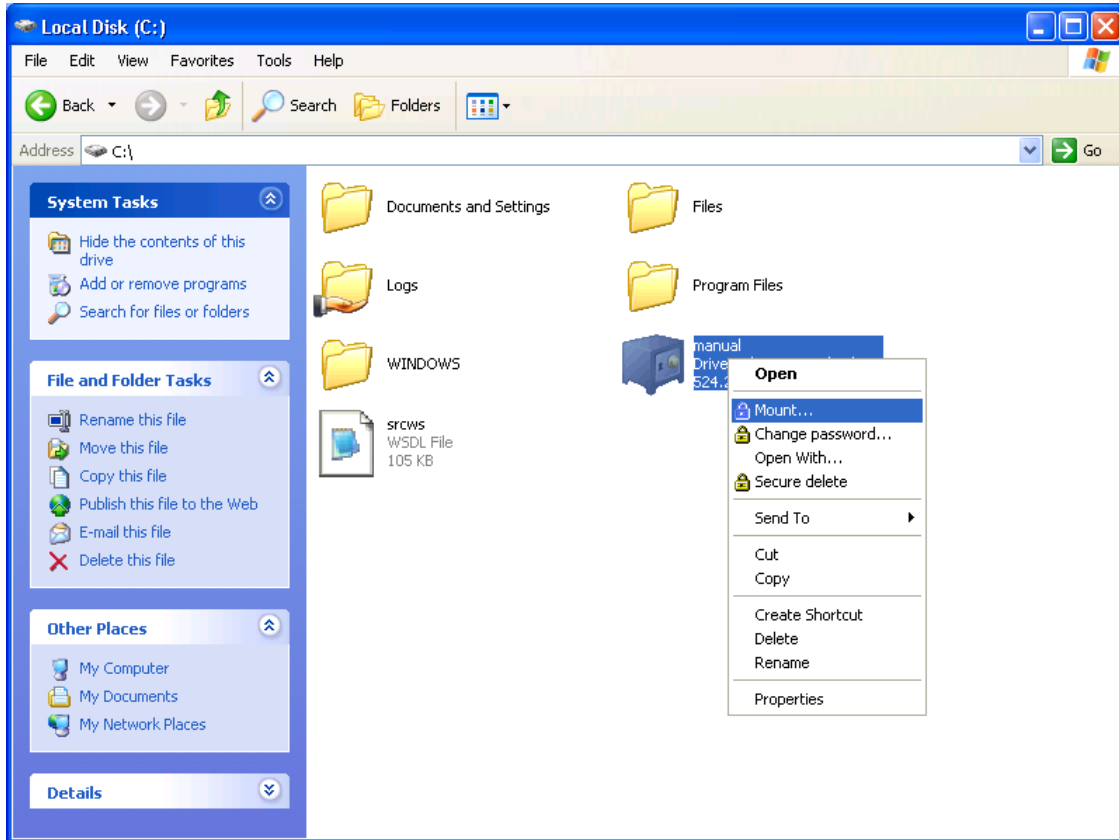 Local Disk (C:)
File Edit View Favorites Tools Help
Back Search Folders
Address C:\ Go
System Tasks
Hide the contents of this
drive
Add or remove programs
Search for files or folders
File and Folder Tasks
Rename this file
Move this file
Copy this file
Publish this file to the Web
E-mail this file
Delete this file
Other Places
My Computer
My Documents
My Network Places
Details
Documents and Settings
Files
Logs
Program Files
WINDOWS
manual
srcws
WSDL File
105 KB
Open
Mount...
Change password...
Open With...
Secure delete
Send To
Cut
Copy
Create Shortcut
Delete
Rename
Properties